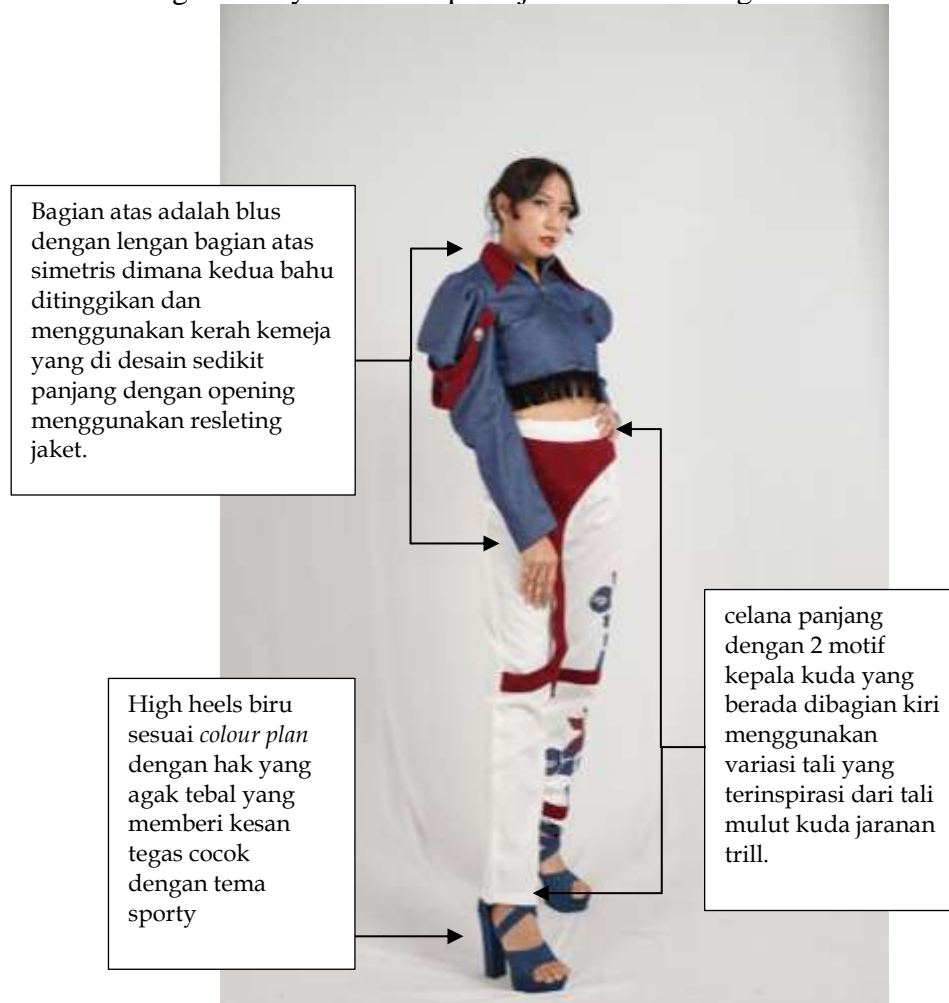 Bagian atas adalah blus
dengan lengan bagian atas
simetris dimana kedua bahu
ditinggikan dan
menggunakan kerah kemeja
yang di desain sedikit
panjang dengan opening
menggunakan resleting
jaket.
celana panjang
dengan 2 motif
kepala kuda yang
berada dibagian kiri
menggunakan
variasi tali yang
terinspirasi dari tali
mulut kuda jaranan
trill.
High heels biru
sesuai colour plan
dengan hak yang
agak tebal yang
memberi kesan
tegas cocok
dengan tema
sporty